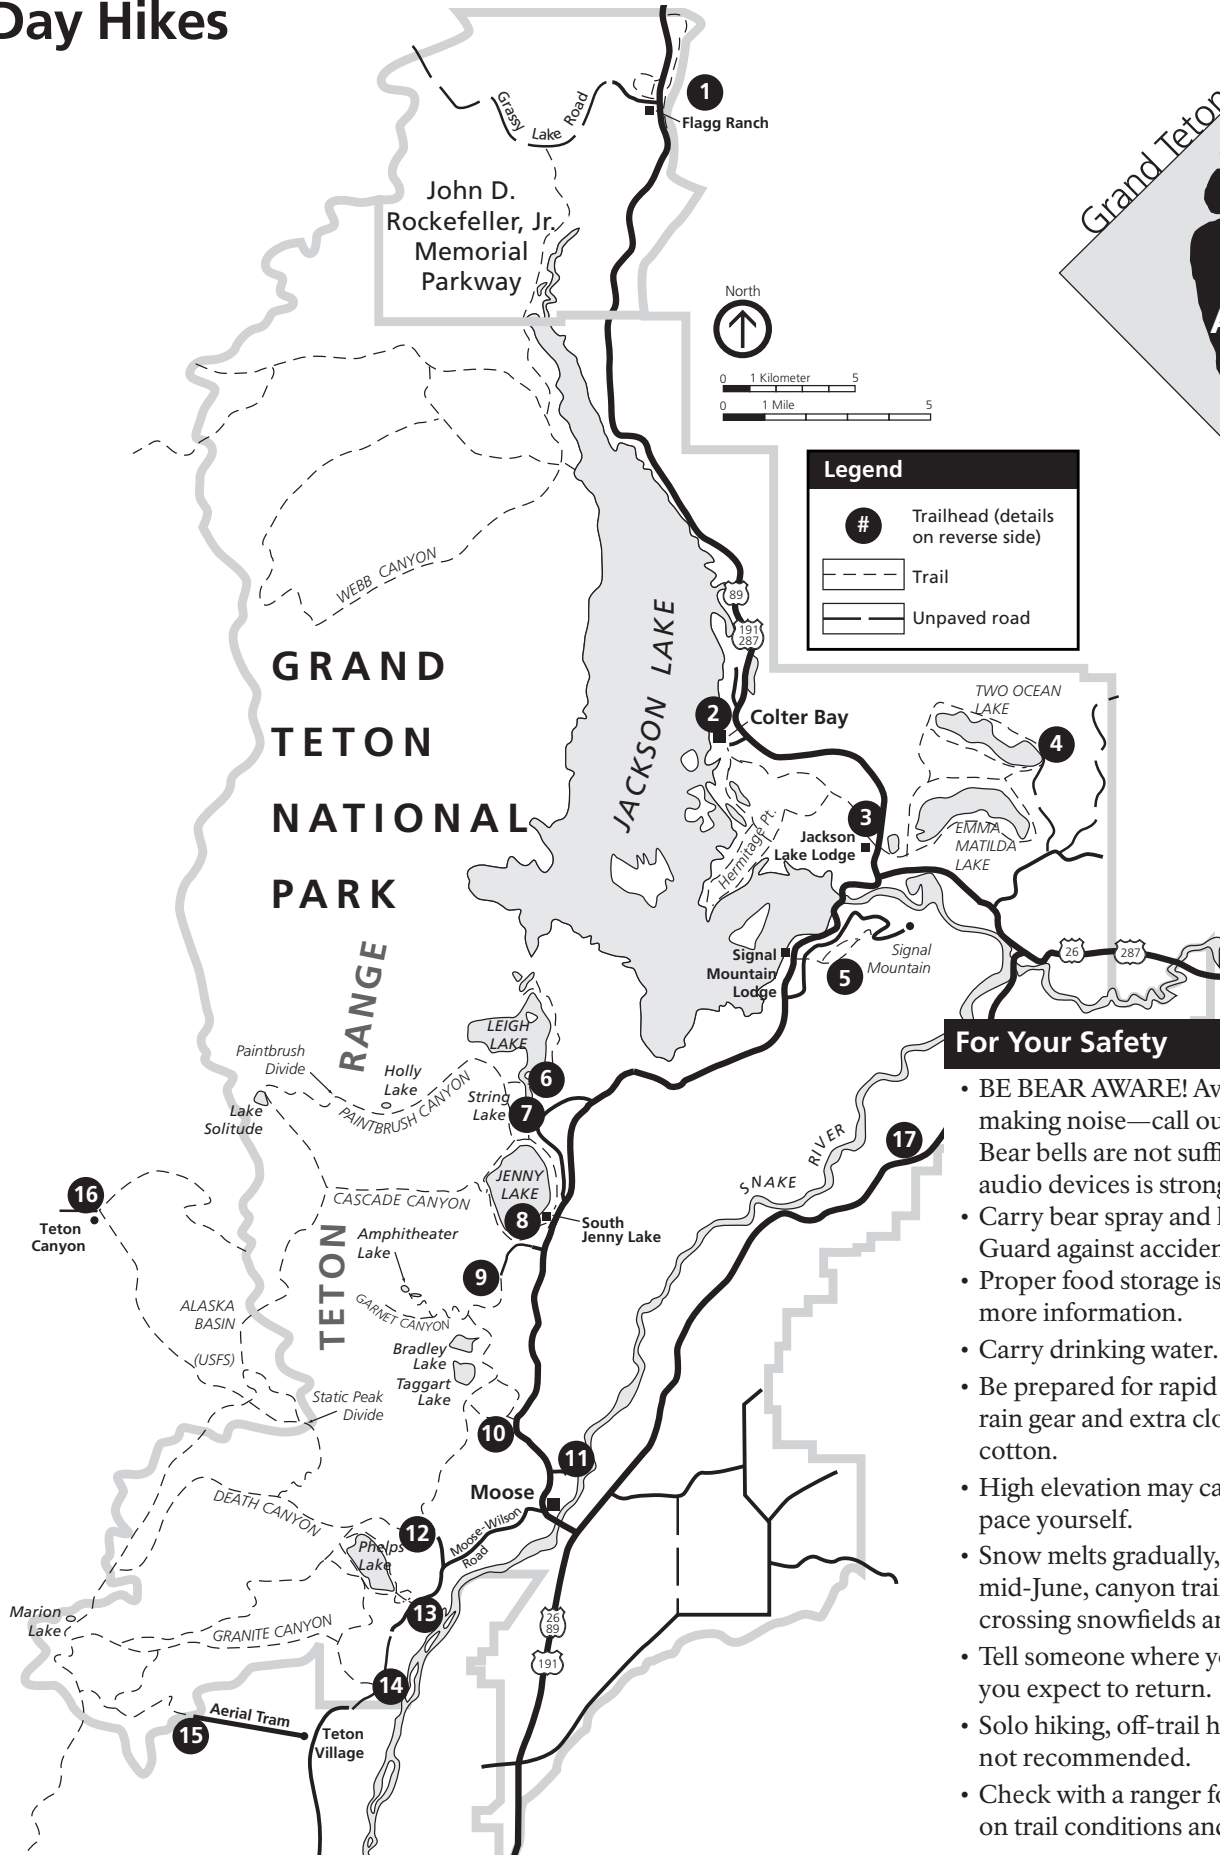 Day Hikes
1
Flagg Ranch
Grassy Lake Road
John D.
Rockefeller, Jr.
Memorial
Parkway
Grand Teton
North
0 1 Kilometer 5
0 1 Mile 5
Legend
#
Trailhead (details
on reverse side)
Trail
Unpaved road
WEBB CANYON
89
191
287
GRAND
TETON
NATIONAL
PARK
JACKSON LAKE
2
Colter Bay
TWO OCEAN
LAKE
4
3
Jackson
Lake Lodge
EMMA
MATILDA
LAKE
Hermitage Pt.
Signal
Mountain
Lodge
5
Signal
Mountain
26
287
TETON RANGE
LEIGH
LAKE
Paintbrush
Divide
Holly
Lake
PAINTBRUSH CANYON
String
Lake
6
7
Lake
Solitude
JENNY
LAKE
8
South
Jenny Lake
CASCADE CANYON
16
Teton
Canyon
Amphitheater
Lake
9
GARNET CANYON
ALASKA
BASIN
(USFS)
Bradley
Lake
Taggart
Lake
Static Peak
Divide
SNAKE RIVER
17
10
11
Moose
DEATH CANYON
12
Phelps
Lake
Moose-Wilson
Road
13
Marion
Lake
GRANITE CANYON
26
89
191
14
15
Aerial Tram
Teton
Village
For Your Safety
• BE BEAR AWARE! Av
making noise—call ou
Bear bells are not suffi
audio devices is strong
• Carry bear spray and
Guard against acciden
• Proper food storage is
more information.
• Carry drinking water.
• Be prepared for rapid
rain gear and extra clo
cotton.
• High elevation may ca
pace yourself.
• Snow melts gradually,
mid-June, canyon trail
crossing snowfields an
• Tell someone where yo
you expect to return.
• Solo hiking, off-trail h
not recommended.
• Check with a ranger fo
on trail conditions and